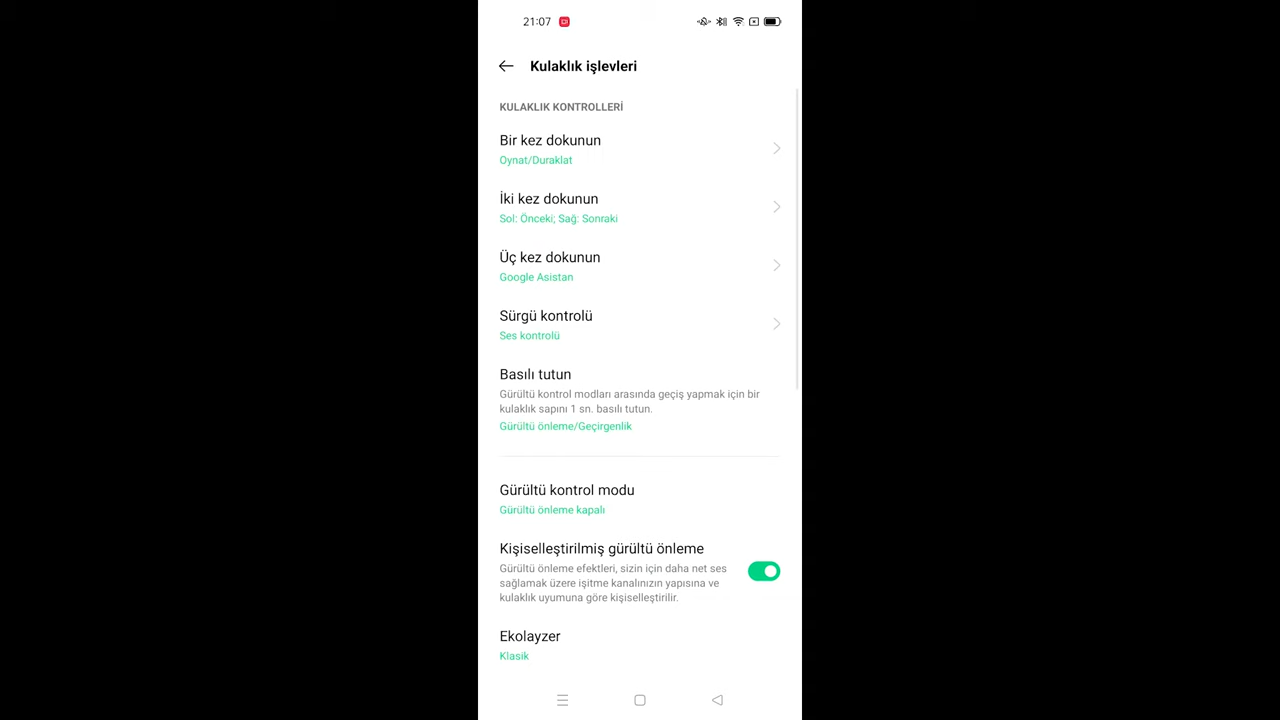 21:07
Kulaklık işlevleri
KULAKLIK KONTROLLERİ
Bir kez dokunun
Oynat/Duraklat
İki kez dokunun
Sol: Önceki; Sağ: Sonraki
Üç kez dokunun
Google Asistan
Sürgü kontrolü
Ses kontrolü
Basılı tutun
Gürültü kontrol modları arasında geçiş yapmak için bir
kulaklık sapını 1 sn. basılı tutun.
Gürültü önleme/Geçirgenlik
Gürültü kontrol modu
Gürültü önleme kapalı
Kişiselleştirilmiş gürültü önleme
Gürültü önleme efektleri, sizin için daha net ses
sağlamak üzere işitme kanalınızın yapısına ve
kulaklık uyumuna göre kişiselleştirilir.
Ekolayzer
Klasik